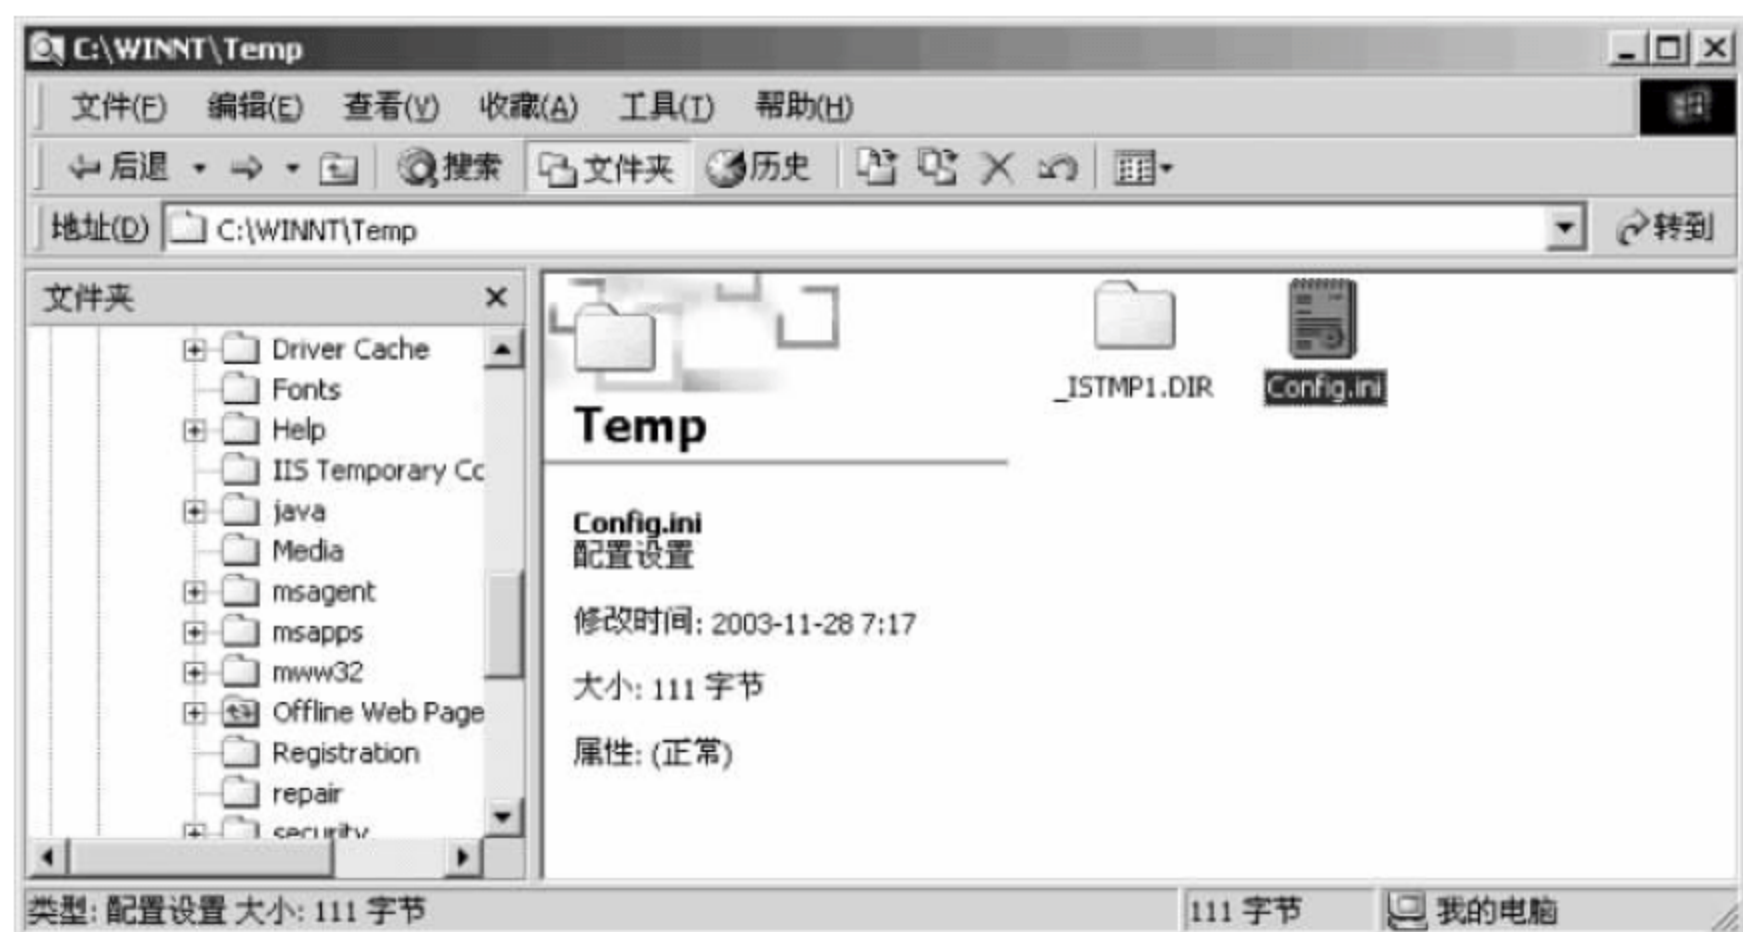 C:\WINNT\Temp
文件(F) 编辑(E) 查看(V) 收藏(A) 工具(T) 帮助(H)
后退 搜索 文件夹 历史
地址(D) C:\WINNT\Temp 转到
文件夹
Driver Cache
Fonts
Help
IIS Temporary Co
java
Media
msagent
msapps
mww32
Offline Web Page
Registration
repair
security
Temp
Config.ini
配置设置
修改时间: 2003-11-28 7:17
大小: 111 字节
属性: (正常)
_ISTMP1.DIR
Config.ini
类型: 配置设置 大小: 111 字节 111 字节 我的电脑